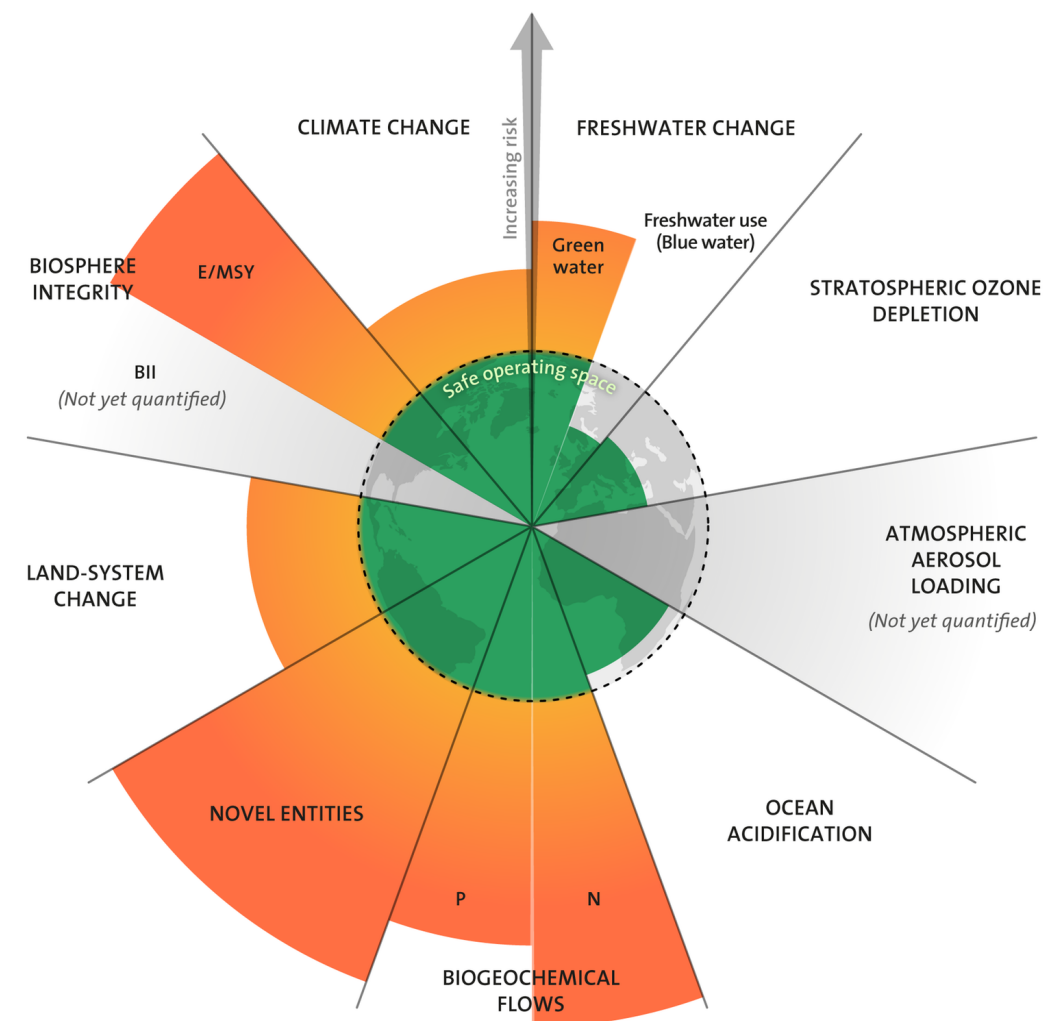 CLIMATE CHANGE
Increasing risk
FRESHWATER CHANGE
Green
water
Freshwater use
(Blue water)
STRATOSPHERIC OZONE
DEPLETION
ATMOSPHERIC
AEROSOL
LOADING
(Not yet quantified)
OCEAN
ACIDIFICATION
N
P
BIOGEOCHEMICAL
FLOWS
NOVEL ENTITIES
LAND-SYSTEM
CHANGE
BIOSPHERE
INTEGRITY
E/MSY
BII
(Not yet quantified)
Safe operating space